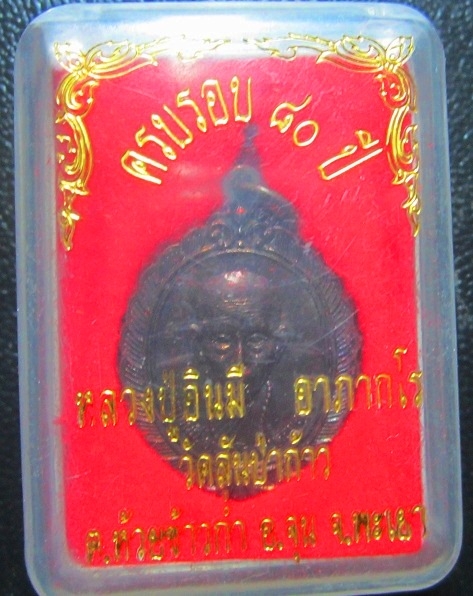 ครบรอบ ๘๐ ปี
หลวงปู่อินมี อาภากโร
วัดสันป่าก้าว
ต.ห้วยข้าวก่ำ อ.จุน จ.พะเยา